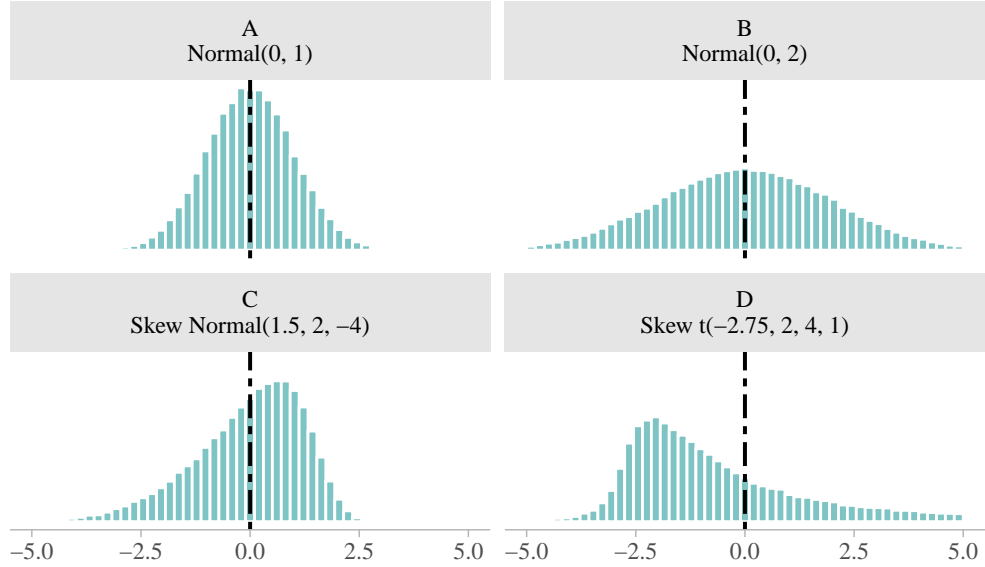 A
Normal(0, 1)
B
Normal(0, 2)
C
Skew Normal(1.5, 2, −4)
D
Skew t(−2.75, 2, 4, 1)
−5.0 −2.5 0.0 2.5 5.0
−5.0 −2.5 0.0 2.5 5.0